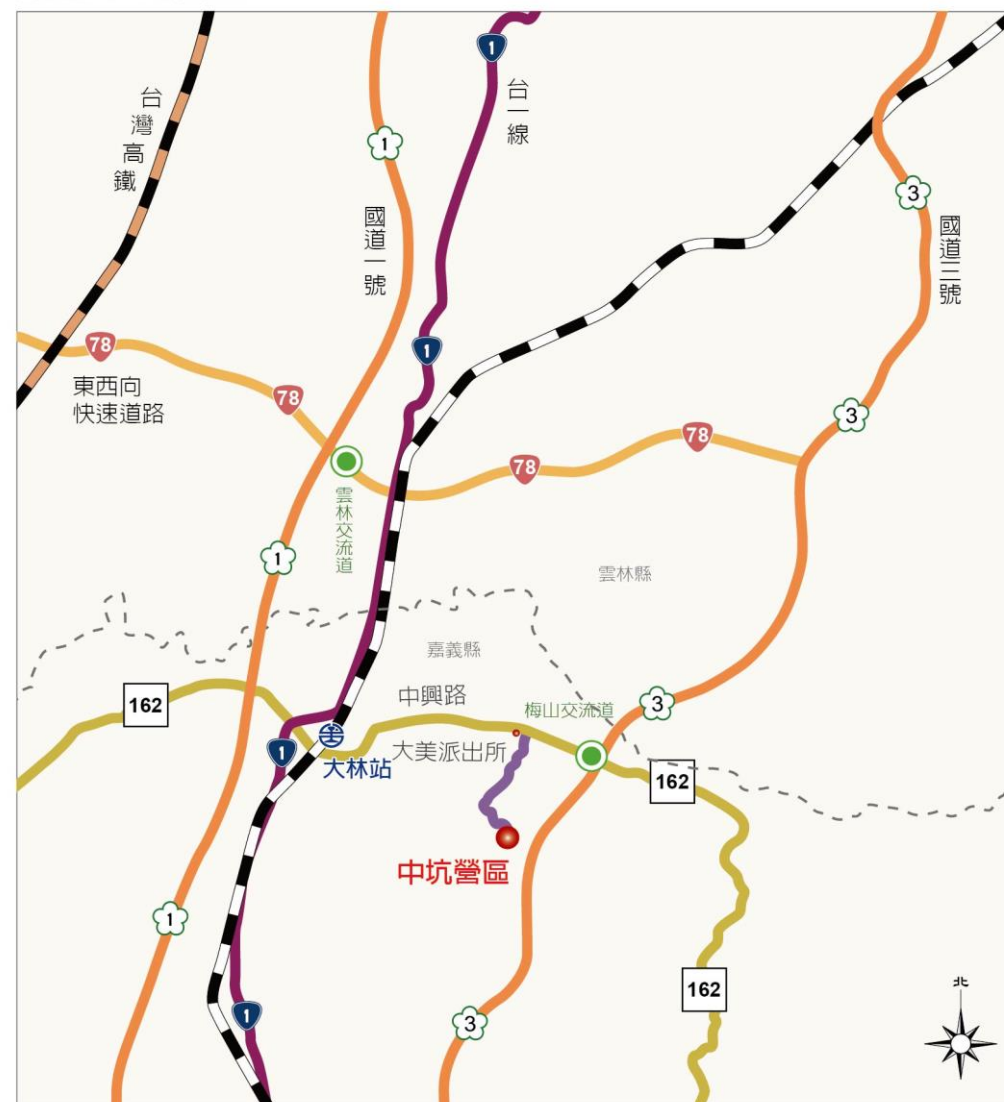 台灣高鐵
1
台一線
1
國道一號
3
國道三號
1
78
東西向
快速道路
78
3
78
78
雲林交流道
1
雲林縣
嘉義縣
162
中興路
梅山交流道
3
1
大林站
大美派出所
162
中坑營區
1
162
北
1
3